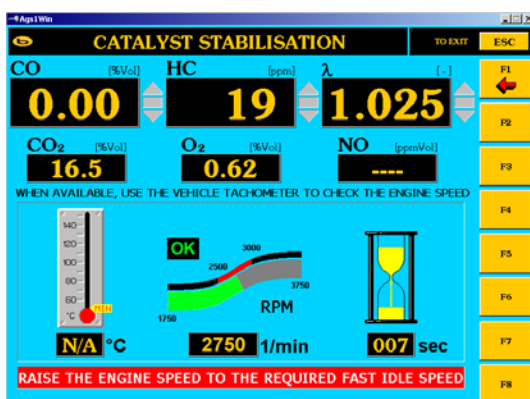 Ags1Win
CATALYST STABILISATION TO EXIT ESC
CO [%Vol] HC [ppm] λ [-] F1
0.00 19 1.025
F2
CO2 [%Vol] O2 [%Vol] NO [ppmVol]
16.5 0.62 ---- F3
WHEN AVAILABLE, USE THE VEHICLE TACHOMETER TO CHECK THE ENGINE SPEED
F4
140
120
100
80
60
°C MIN
OK
1750 2500 3000 3750
RPM
F5
F6
N/A °C 2750 1/min 007 sec F7
RAISE THE ENGINE SPEED TO THE REQUIRED FAST IDLE SPEED F8